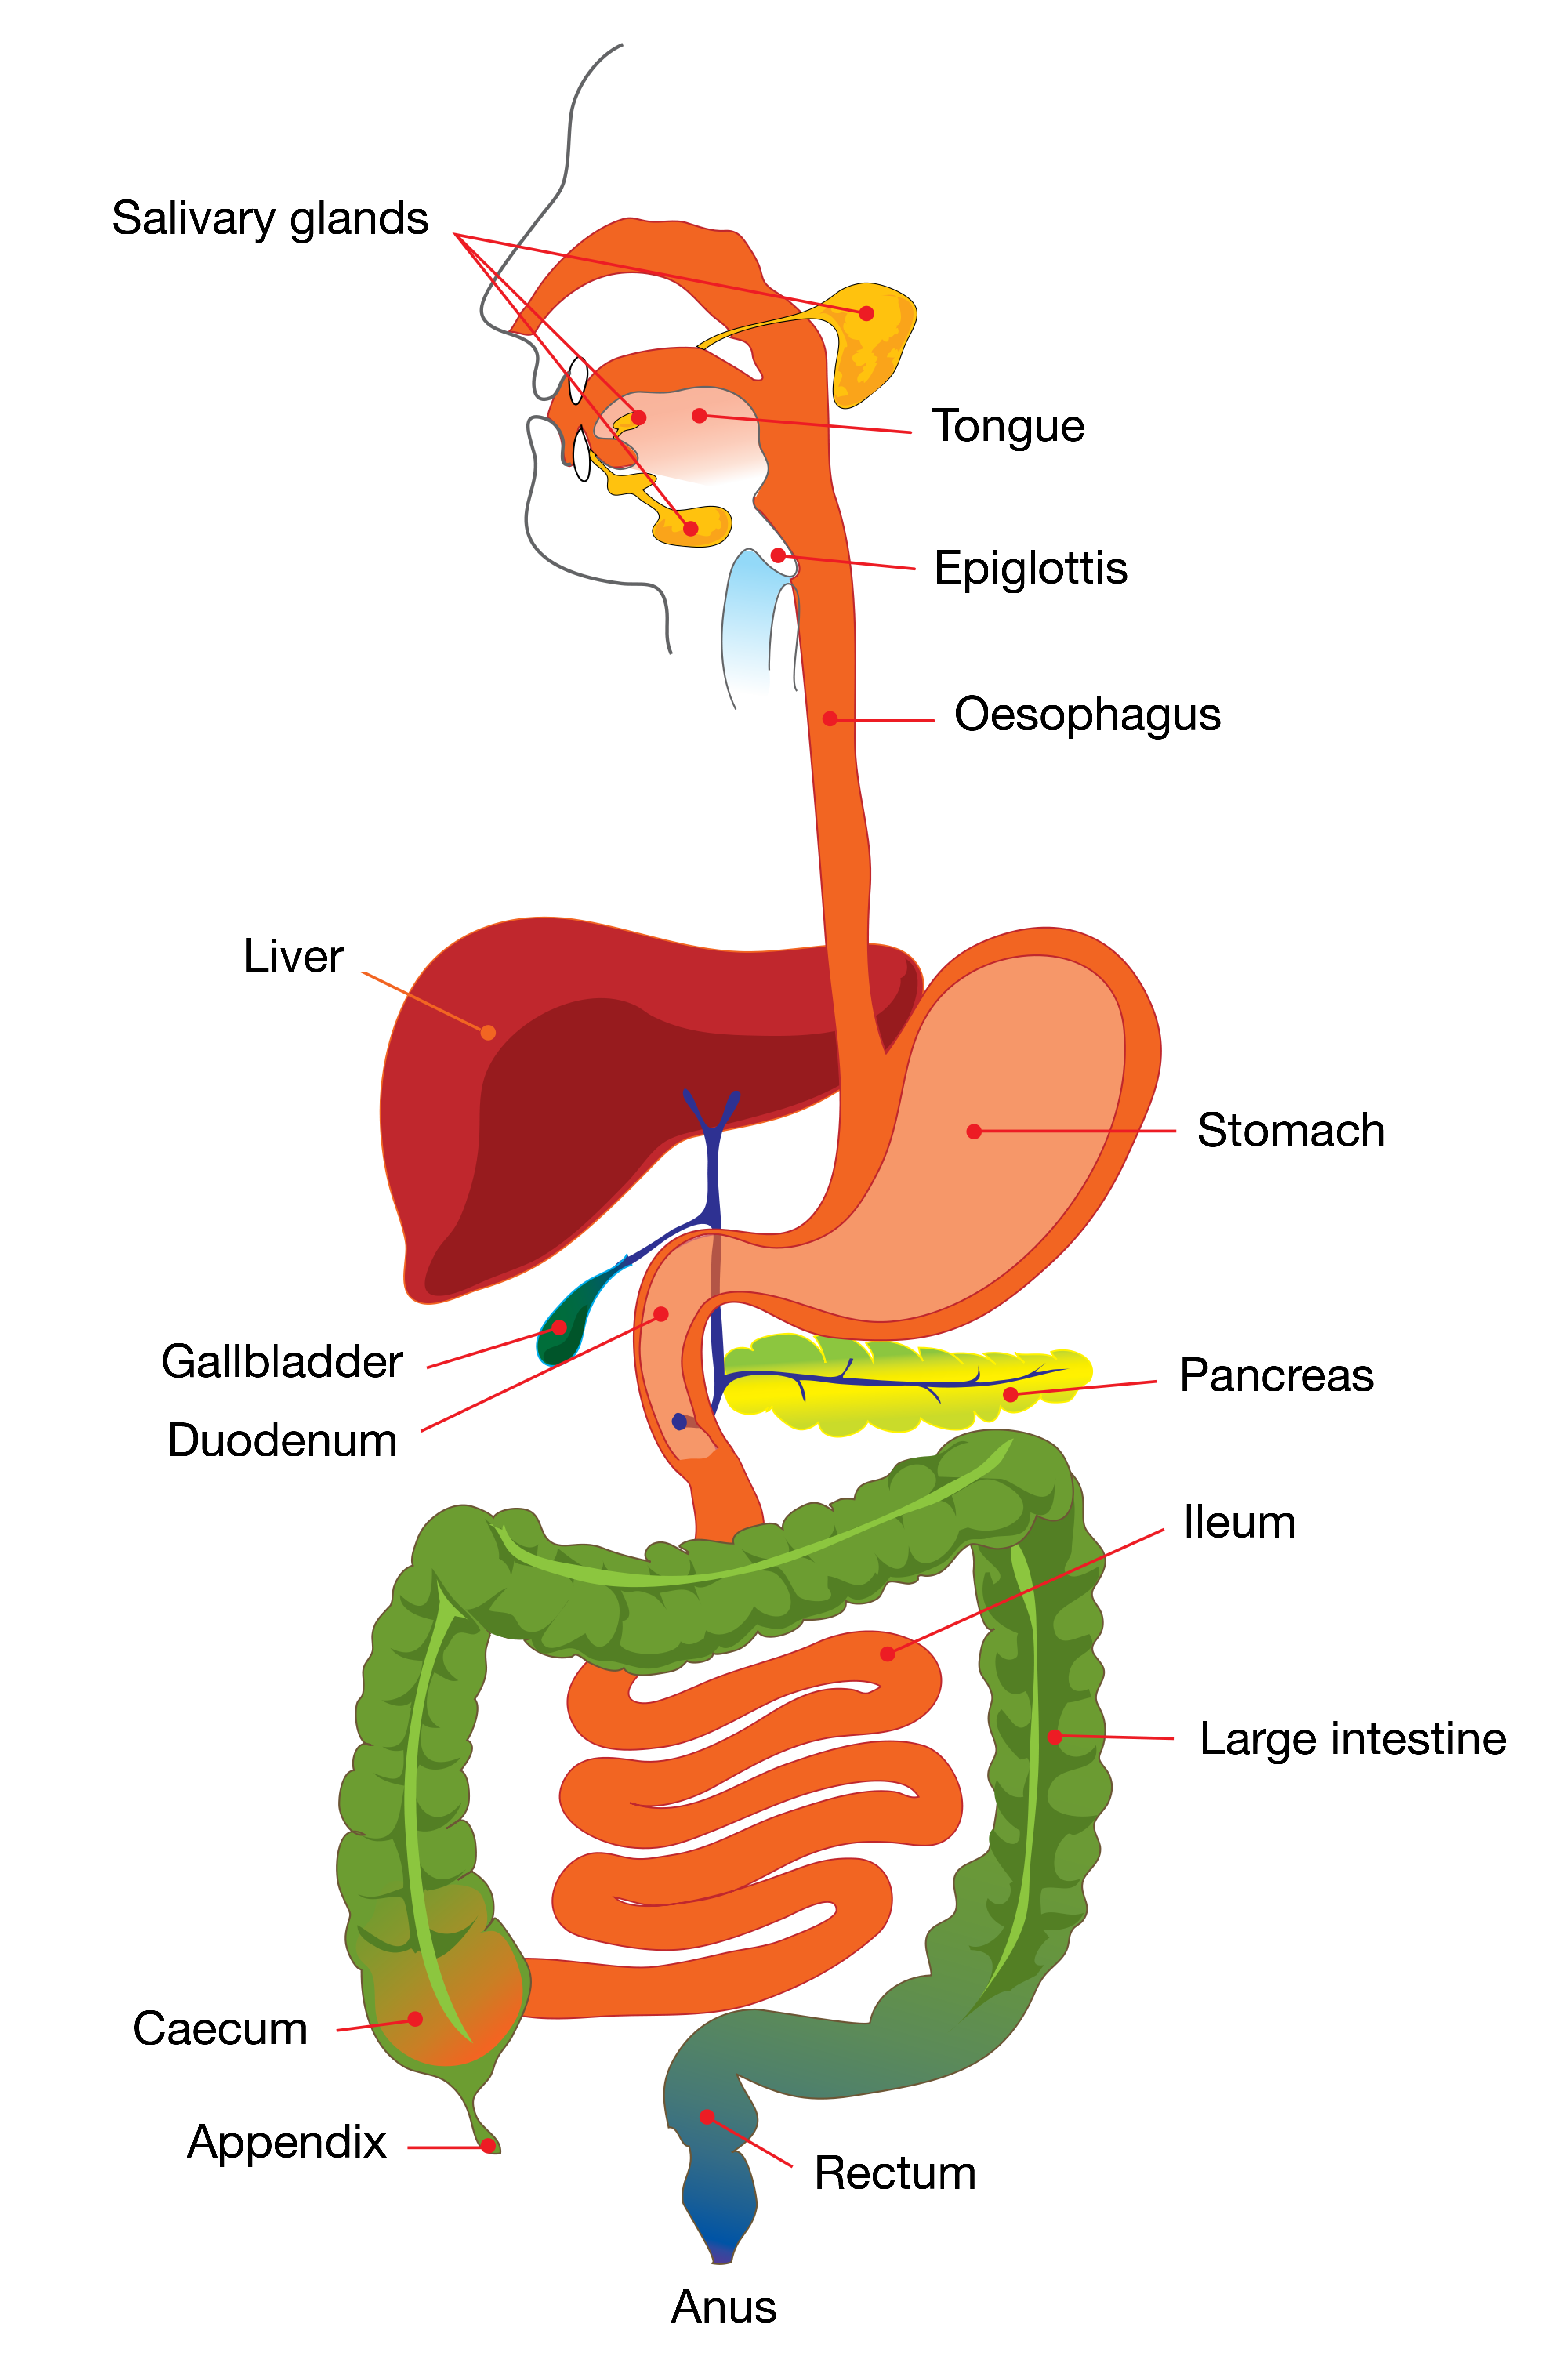 Salivary glands
Tongue
Epiglottis
Oesophagus
Liver
Stomach
Gallbladder
Pancreas
Duodenum
Ileum
Large intestine
Caecum
Appendix
Rectum
Anus